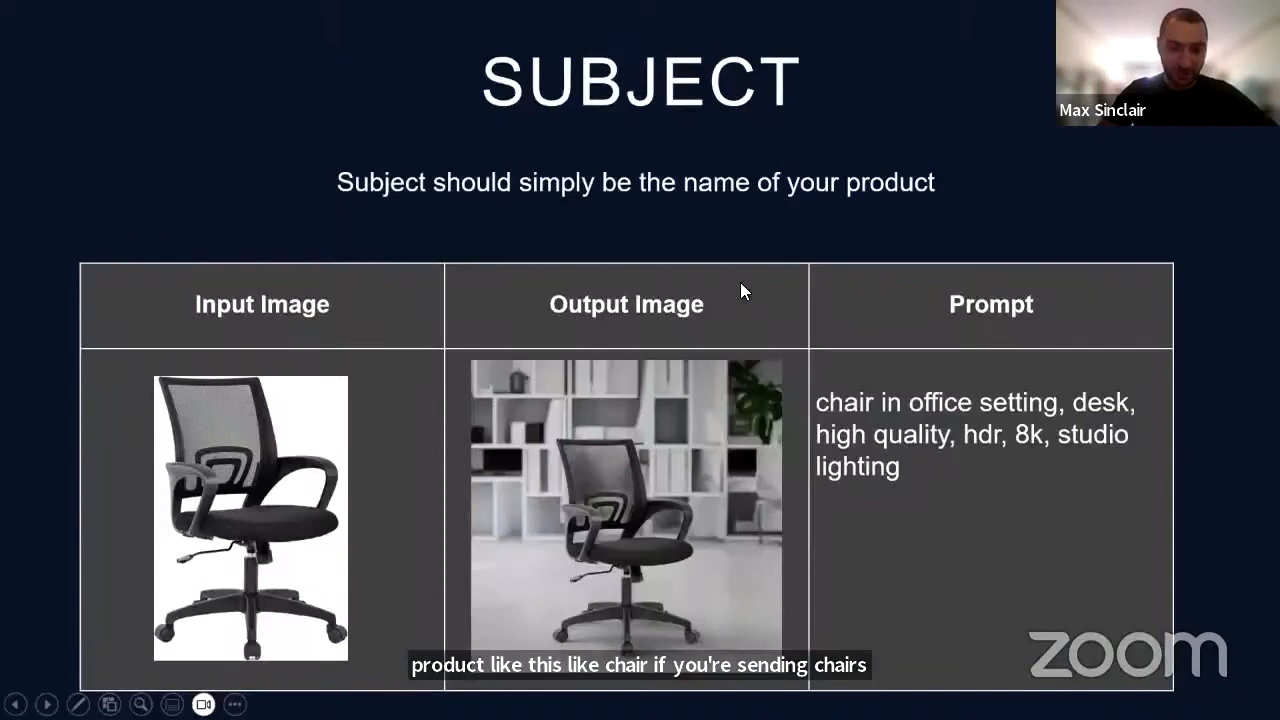 SUBJECT
Max Sinclair
Subject should simply be the name of your product
Input Image
Output Image
Prompt
chair in office setting, desk,
high quality, hdr, 8k, studio
lighting
product like this like chair if you're sending chairs
zoom